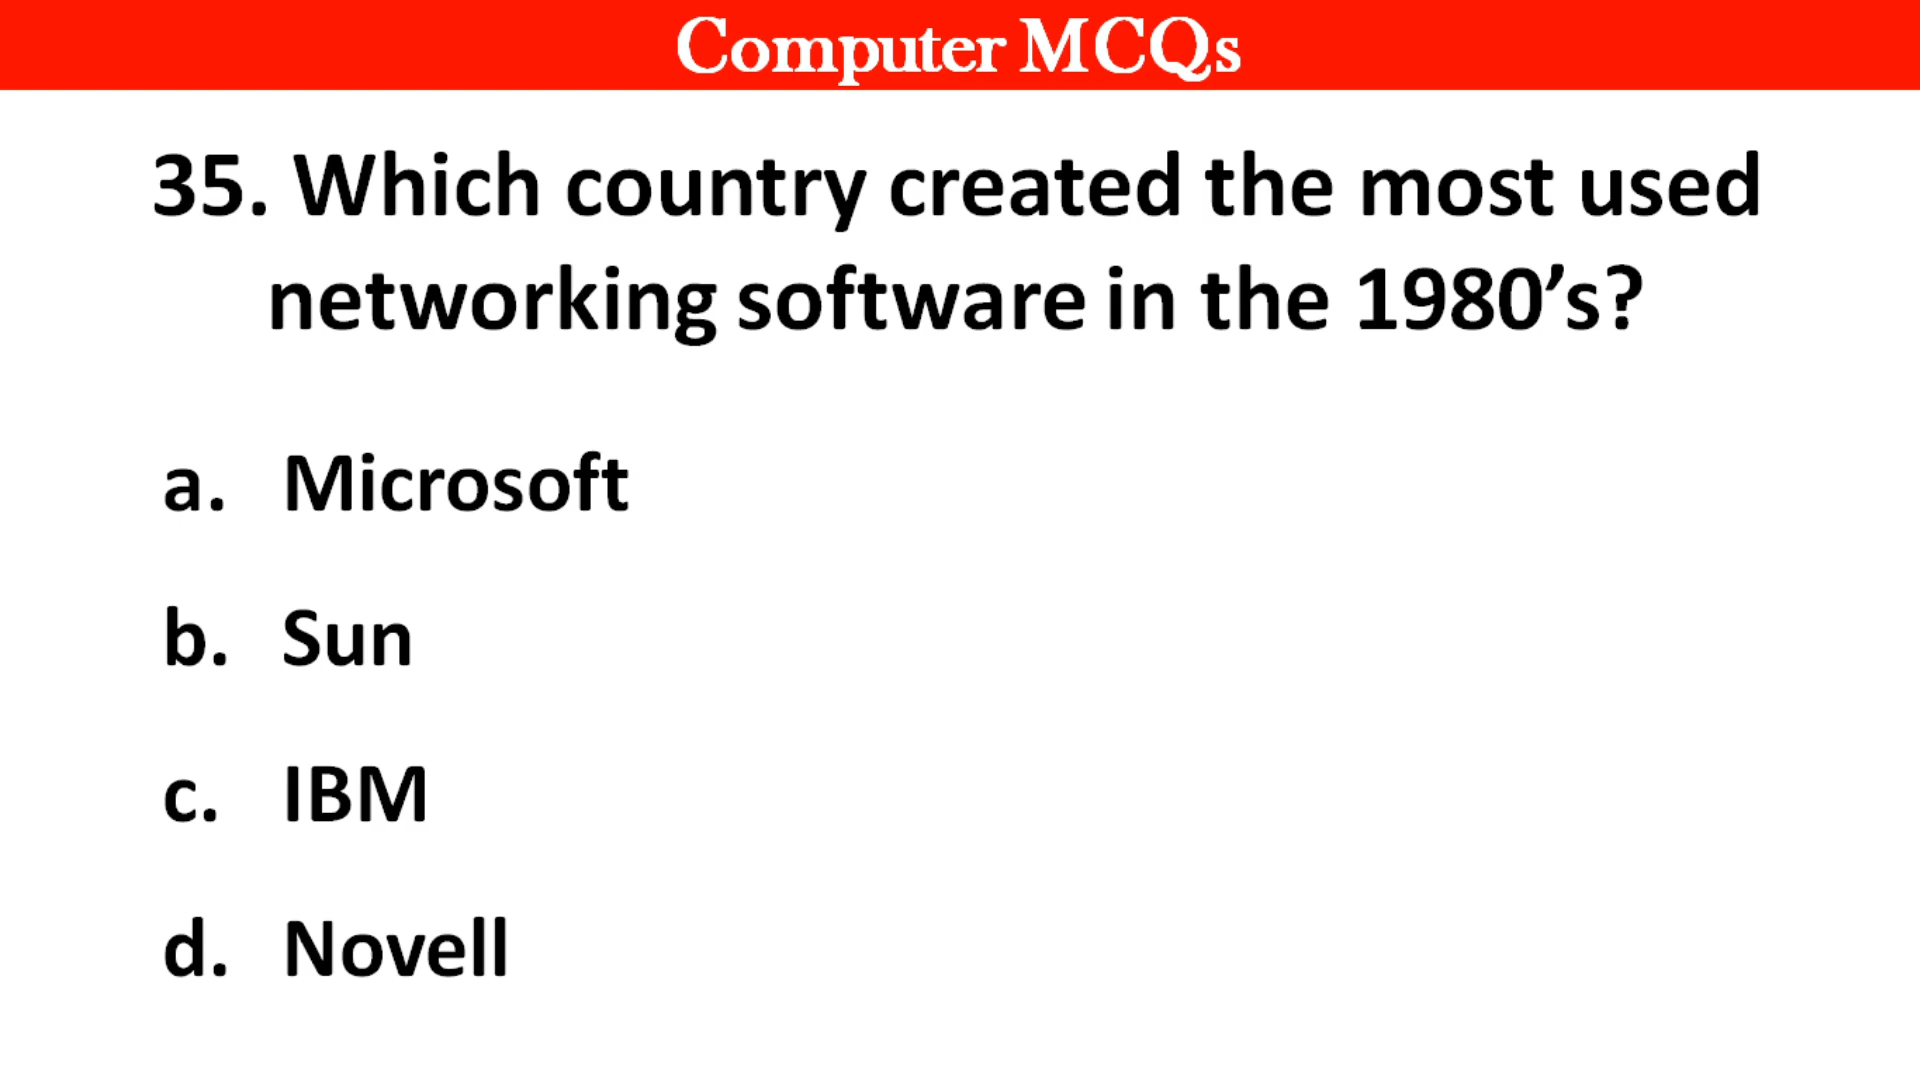 Computer MCQs
35. Which country created the most used
networking software in the 1980’s?
a. Microsoft
b. Sun
c. IBM
d. Novell